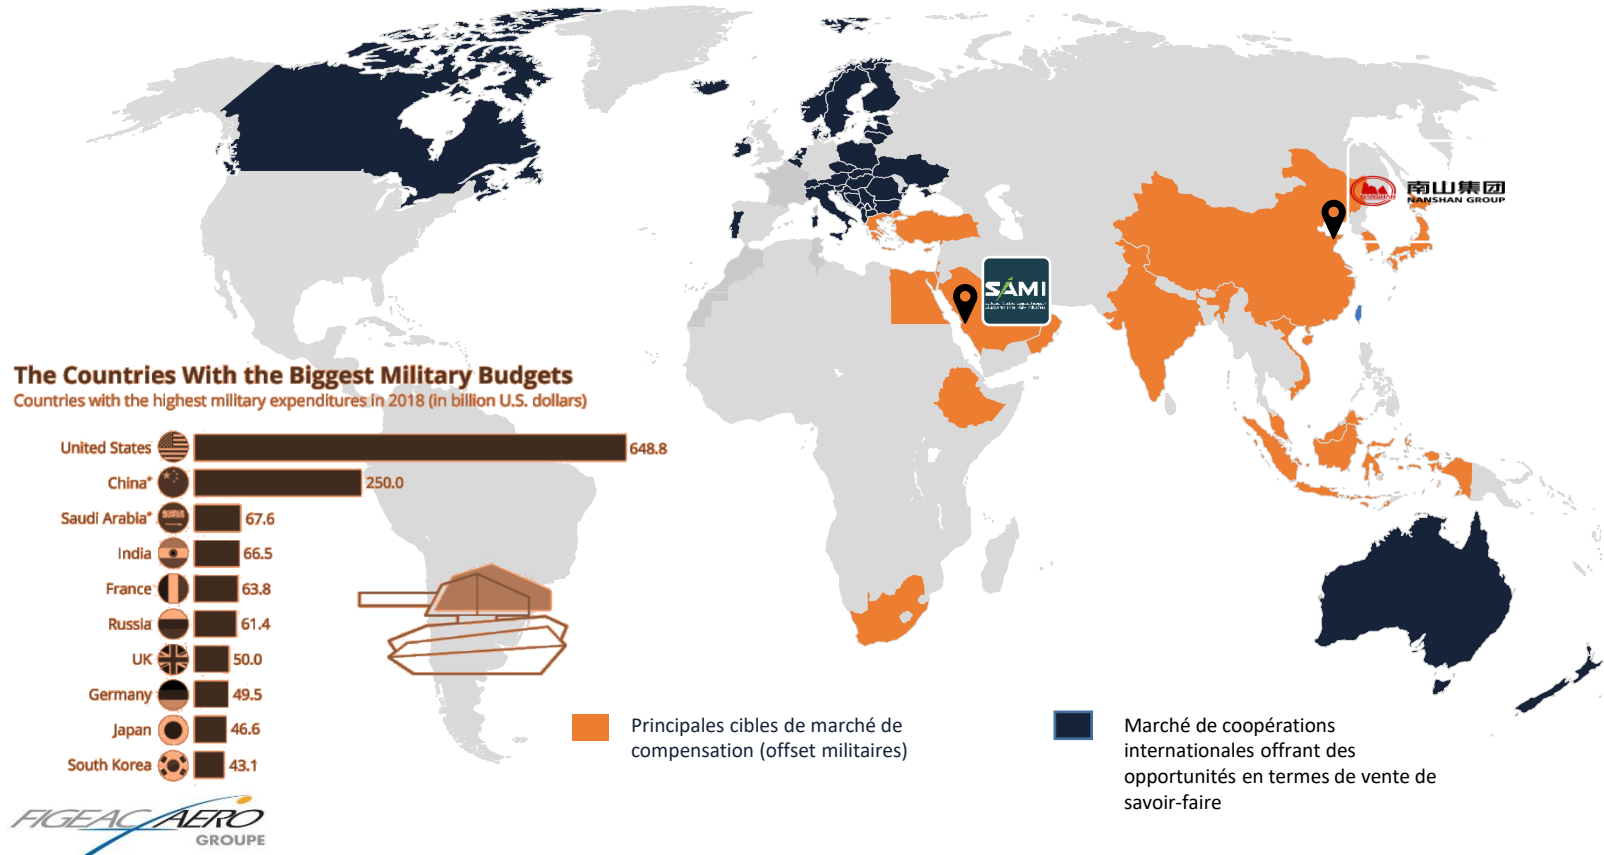 南山集团
NANSHAN GROUP
NANSHAN
SÁMI
The Countries With the Biggest Military Budgets
Countries with the highest military expenditures in 2018 (in billion U.S. dollars)
United States 648.8
China* 250.0
Saudi Arabia* 67.6
India 66.5
France 63.8
Russia 61.4
UK 50.0
Germany 49.5
Japan 46.6
South Korea 43.1
Principales cibles de marché de
compensation (offset militaires)
Marché de coopérations
internationales offrant des
opportunités en termes de vente de
savoir-faire
FIGEAC AERO
GROUPE